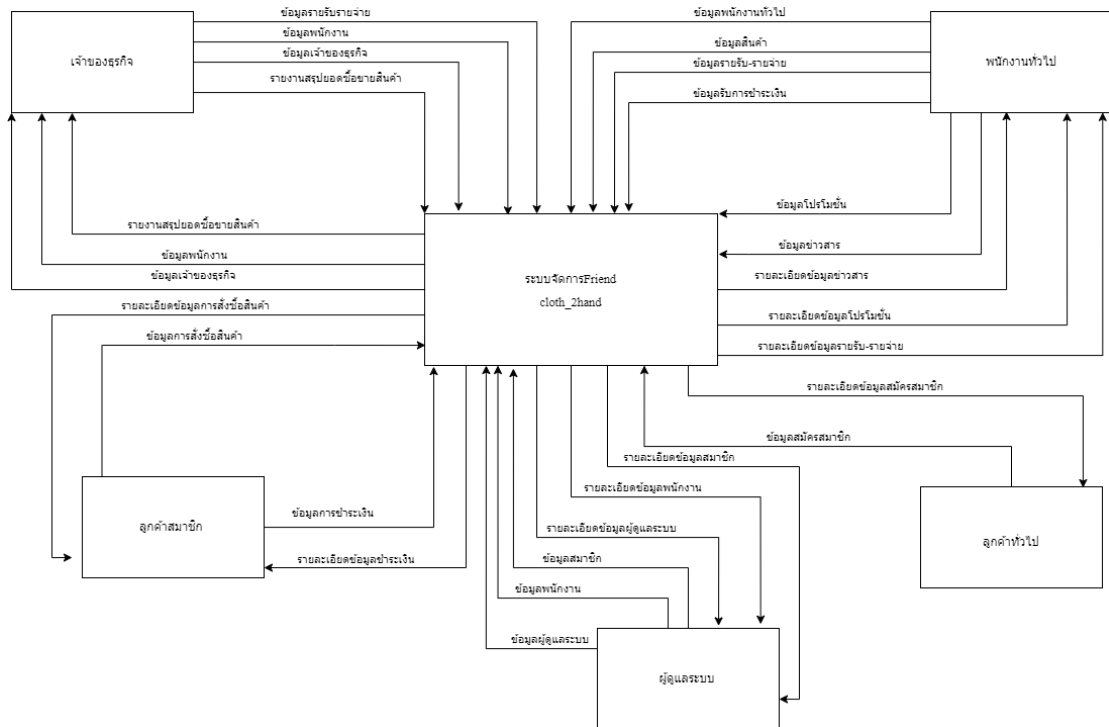 ข้อมูลรายรับรายจ่าย
ข้อมูลพนักงาน
ข้อมูลเจ้าของธุรกิจ
รายงานสรุปยอดซื้อขายสินค้า
เจ้าของธุรกิจ
ข้อมูลพนักงานทั่วไป
ข้อมูลสินค้า
ข้อมูลรายรับ-รายจ่าย
ข้อมูลรับการชำระเงิน
พนักงานทั่วไป
รายงานสรุปยอดซื้อขายสินค้า
ข้อมูลพนักงาน
ข้อมูลเจ้าของธุรกิจ
ข้อมูลโปรโมชั่น
ข้อมูลข่าวสาร
รายละเอียดข้อมูลข่าวสาร
รายละเอียดข้อมูลโปรโมชั่น
รายละเอียดข้อมูลรายรับ-รายจ่าย
ระบบจัดการFriend
cloth_2hand
รายละเอียดข้อมูลการสั่งซื้อสินค้า
ข้อมูลการสั่งซื้อสินค้า
รายละเอียดข้อมูลสมัครสมาชิก
ข้อมูลสมัครสมาชิก
รายละเอียดข้อมูลสมาชิก
รายละเอียดข้อมูลพนักงาน
รายละเอียดข้อมูลผู้ดูแลระบบ
ลูกค้าสมาชิก
ข้อมูลการชำระเงิน
รายละเอียดข้อมูลชำระเงิน
ข้อมูลสมาชิก
ข้อมูลพนักงาน
ข้อมูลผู้ดูแลระบบ
ลูกค้าทั่วไป
ผู้ดูแลระบบ